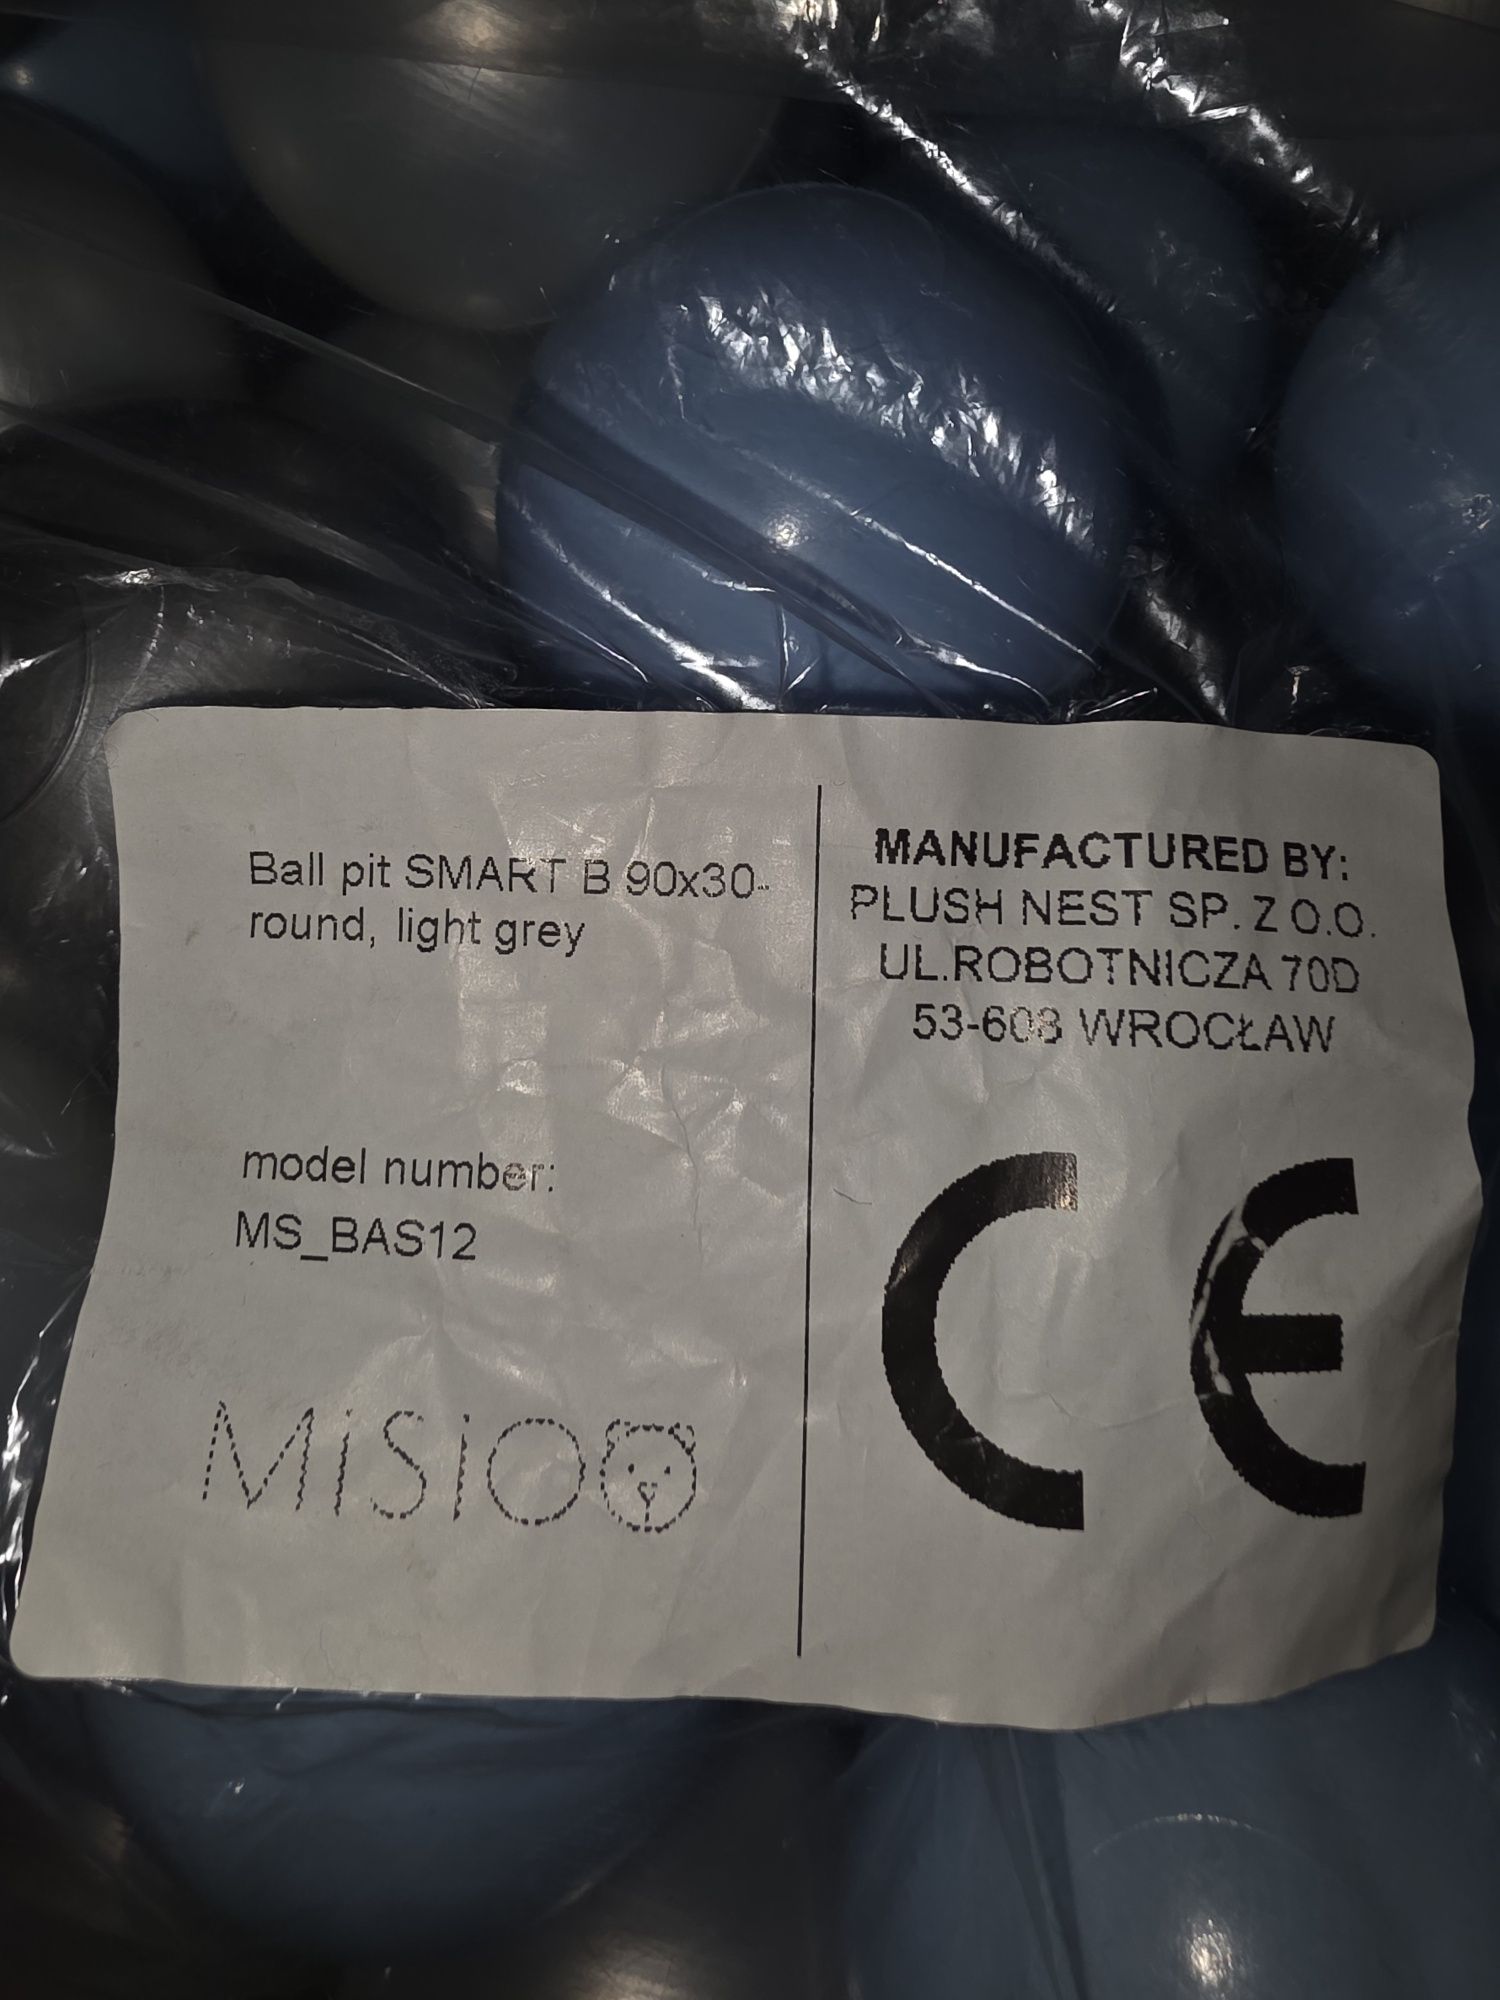 Ball pit SMART B 90x30-
round, light grey
model number:
MS_BAS12
MiSiOO
MANUFACTURED BY:
PLUSH NEST SP. Z O.O.
UL.ROBOTNICZA 70D
53-608 WROCŁAW
CE